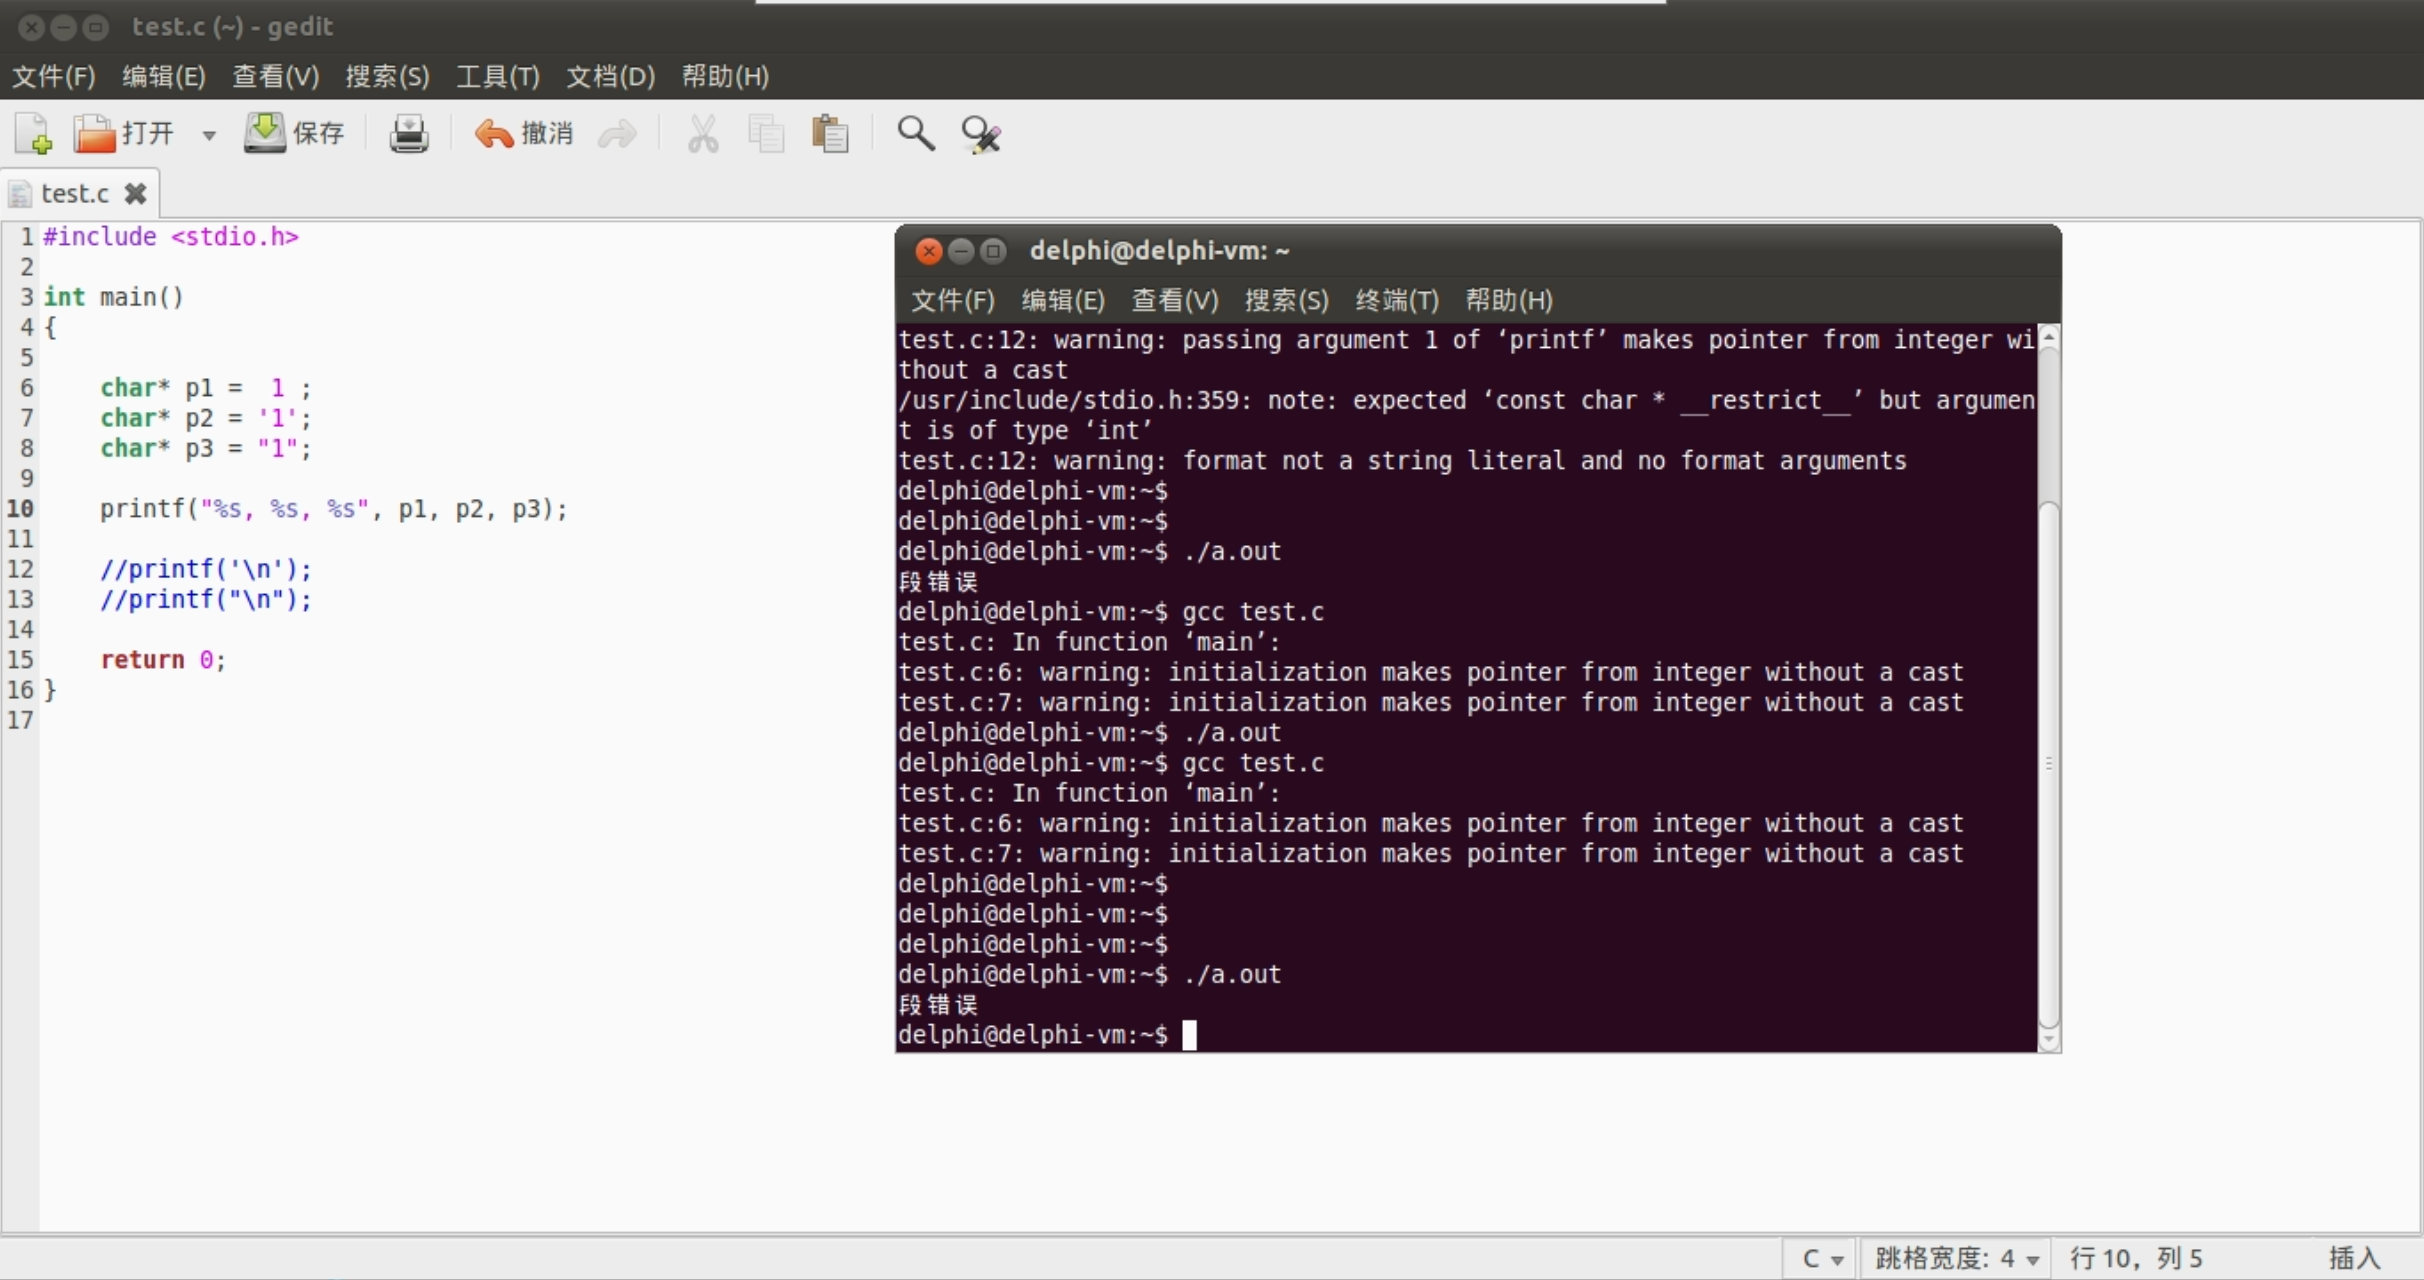 test.c (~) - gedit
文件(F) 编辑(E) 查看(V) 搜索(S) 工具(T) 文档(D) 帮助(H)
打开 保存 撤消
test.c
1 #include <stdio.h>
2
3 int main()
4 {
5
6     char* p1 =  1 ;
7     char* p2 = '1';
8     char* p3 = "1";
9
10     printf("%s, %s, %s", p1, p2, p3);
11
12     //printf('\n');
13     //printf("\n");
14
15     return 0;
16 }
17
delphi@delphi-vm: ~
文件(F) 编辑(E) 查看(V) 搜索(S) 终端(T) 帮助(H)
test.c:12: warning: passing argument 1 of ‘printf’ makes pointer from integer wi
thout a cast
/usr/include/stdio.h:359: note: expected ‘const char * __restrict__’ but argumen
t is of type ‘int’
test.c:12: warning: format not a string literal and no format arguments
delphi@delphi-vm:~$
delphi@delphi-vm:~$
delphi@delphi-vm:~$ ./a.out
段错误
delphi@delphi-vm:~$ gcc test.c
test.c: In function ‘main’:
test.c:6: warning: initialization makes pointer from integer without a cast
test.c:7: warning: initialization makes pointer from integer without a cast
delphi@delphi-vm:~$ ./a.out
delphi@delphi-vm:~$ gcc test.c
test.c: In function ‘main’:
test.c:6: warning: initialization makes pointer from integer without a cast
test.c:7: warning: initialization makes pointer from integer without a cast
delphi@delphi-vm:~$
delphi@delphi-vm:~$
delphi@delphi-vm:~$
delphi@delphi-vm:~$ ./a.out
段错误
delphi@delphi-vm:~$
C 跳格宽度: 4 行 10，列 5 插入